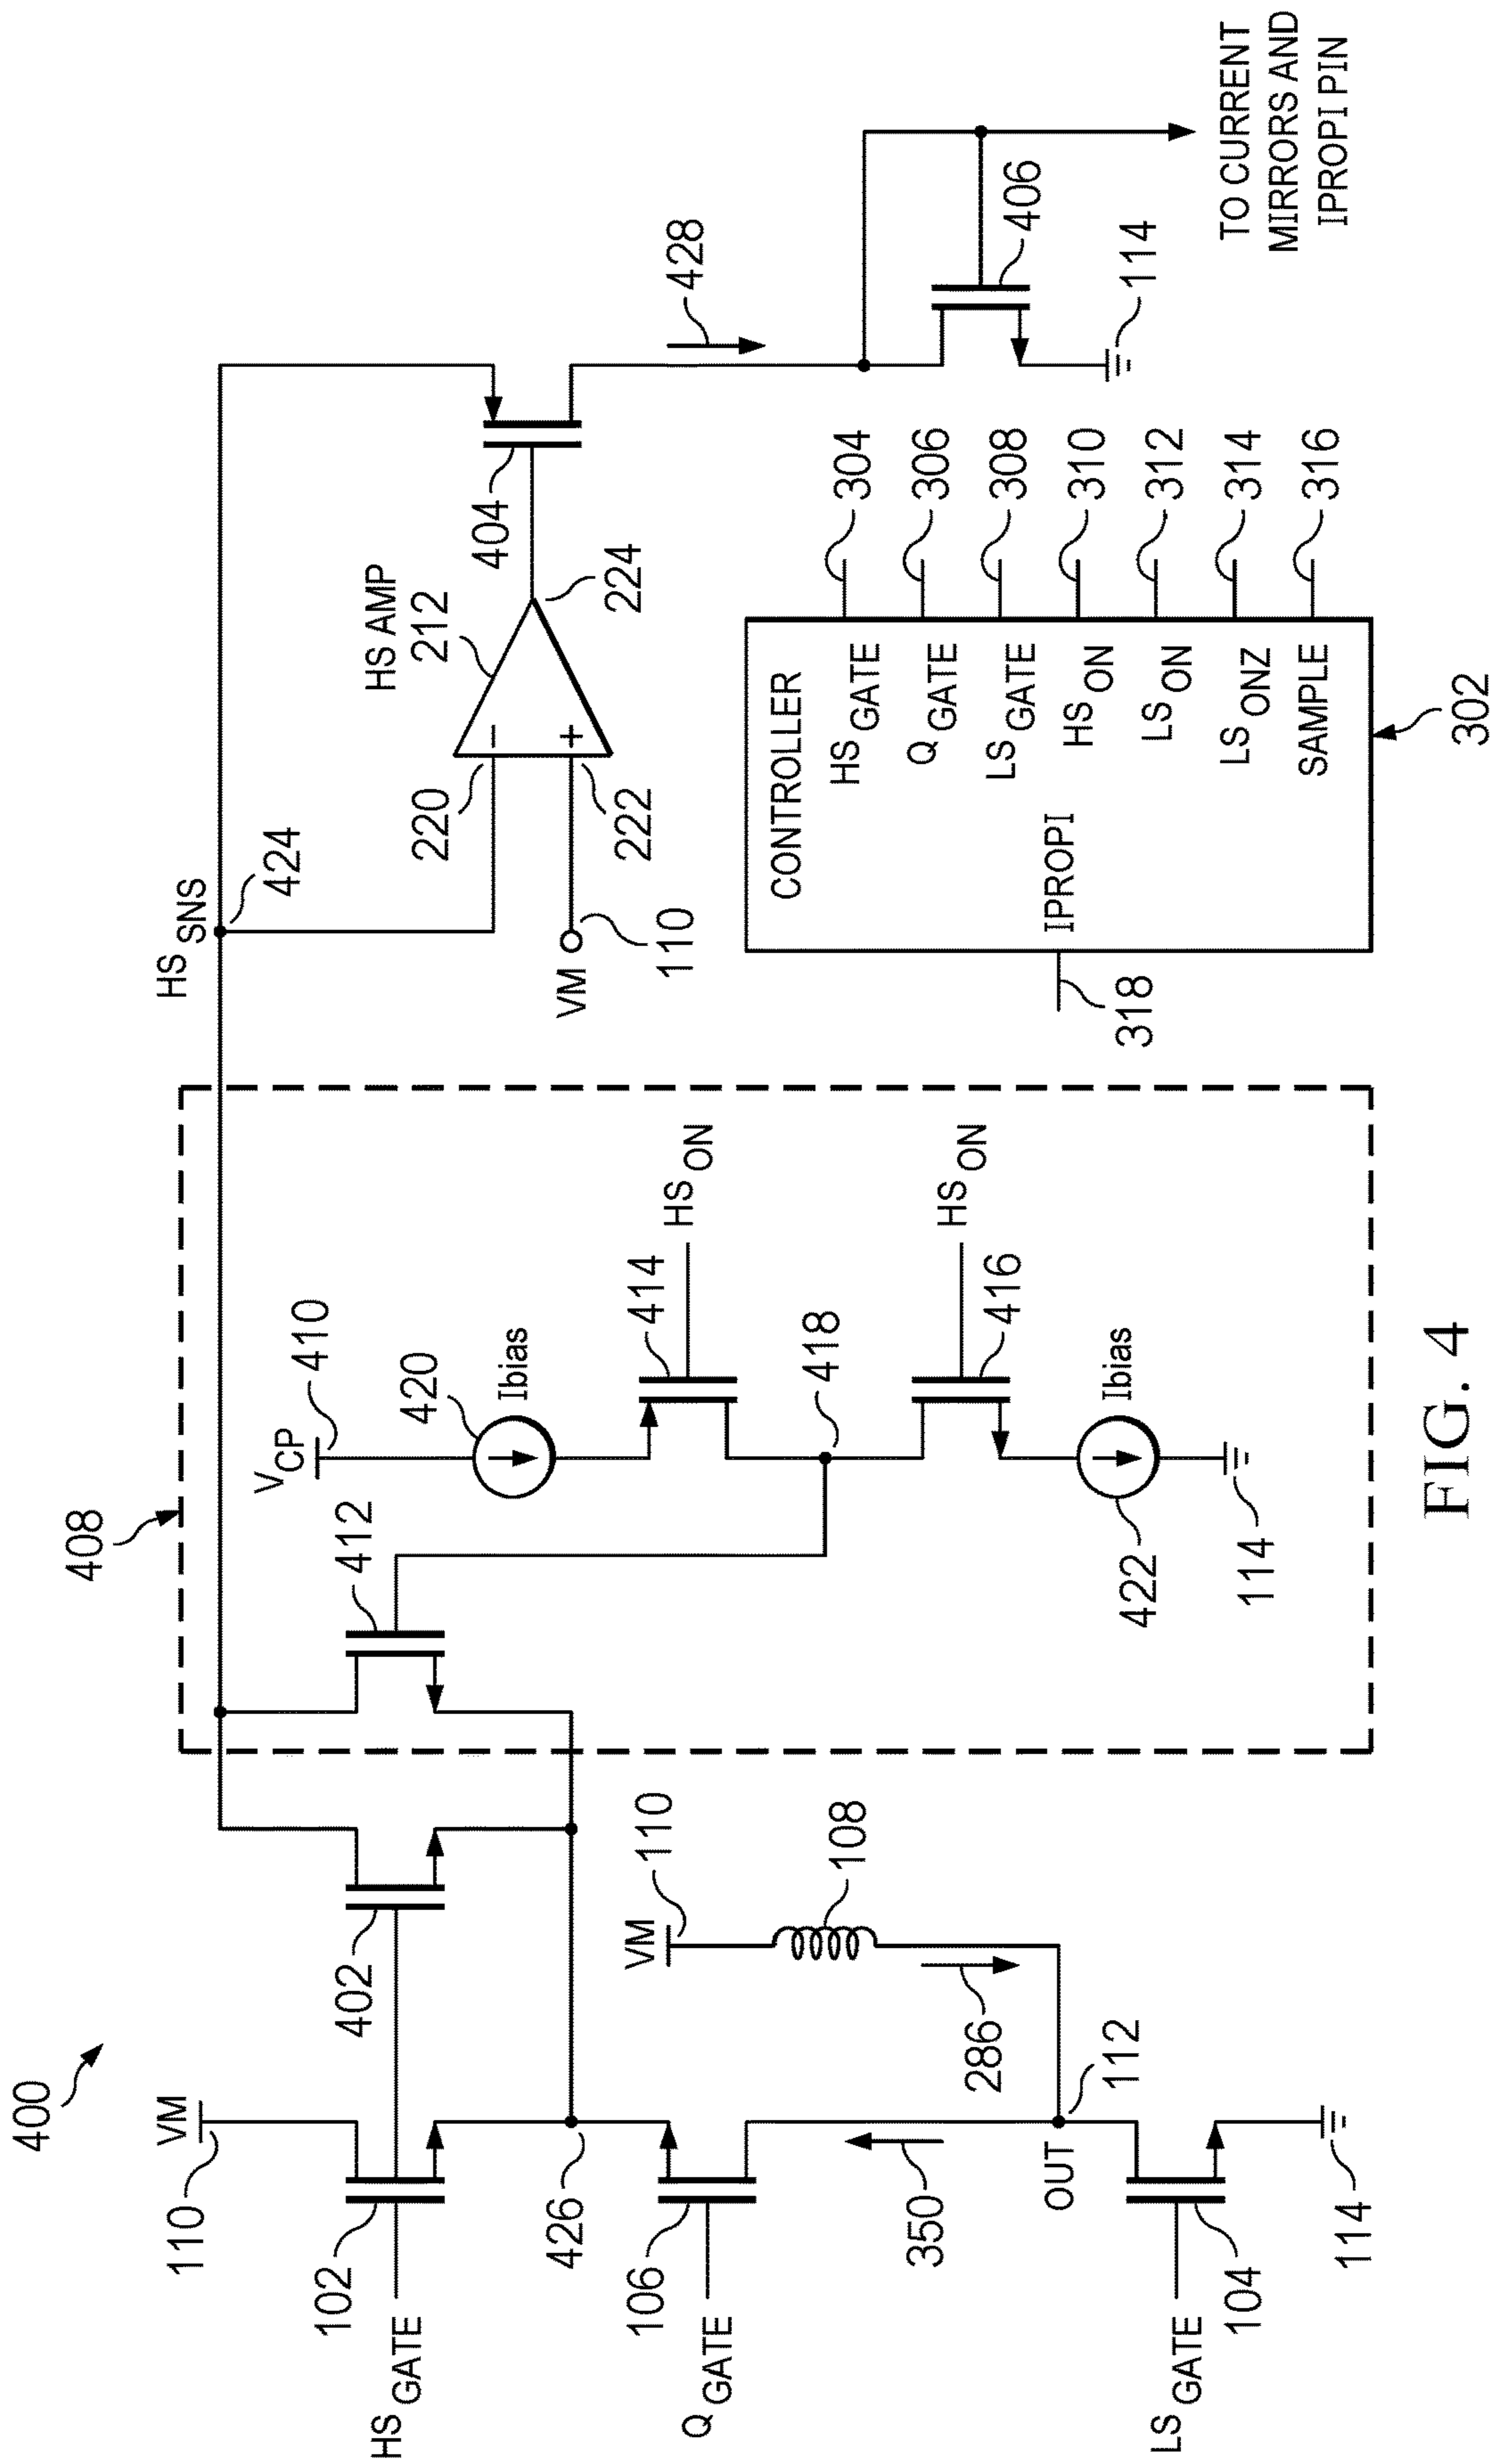 400
VM
110
102
HS GATE
402
426
106
Q GATE
350
VM
110
108
286
112
OUT
LS GATE
104
114
408
412
VCP
410
420
Ibias
414
HS ON
418
416
HS ON
Ibias
422
114
HS SNS
424
HS AMP
212
220
222
224
VM
110
404
428
406
114
TO CURRENT
MIRRORS AND
IPROPI PIN
CONTROLLER
HS GATE
304
Q GATE
306
LS GATE
308
HS ON
310
LS ON
312
LS ONZ
314
SAMPLE
316
IPROPI
318
302
FIG. 4